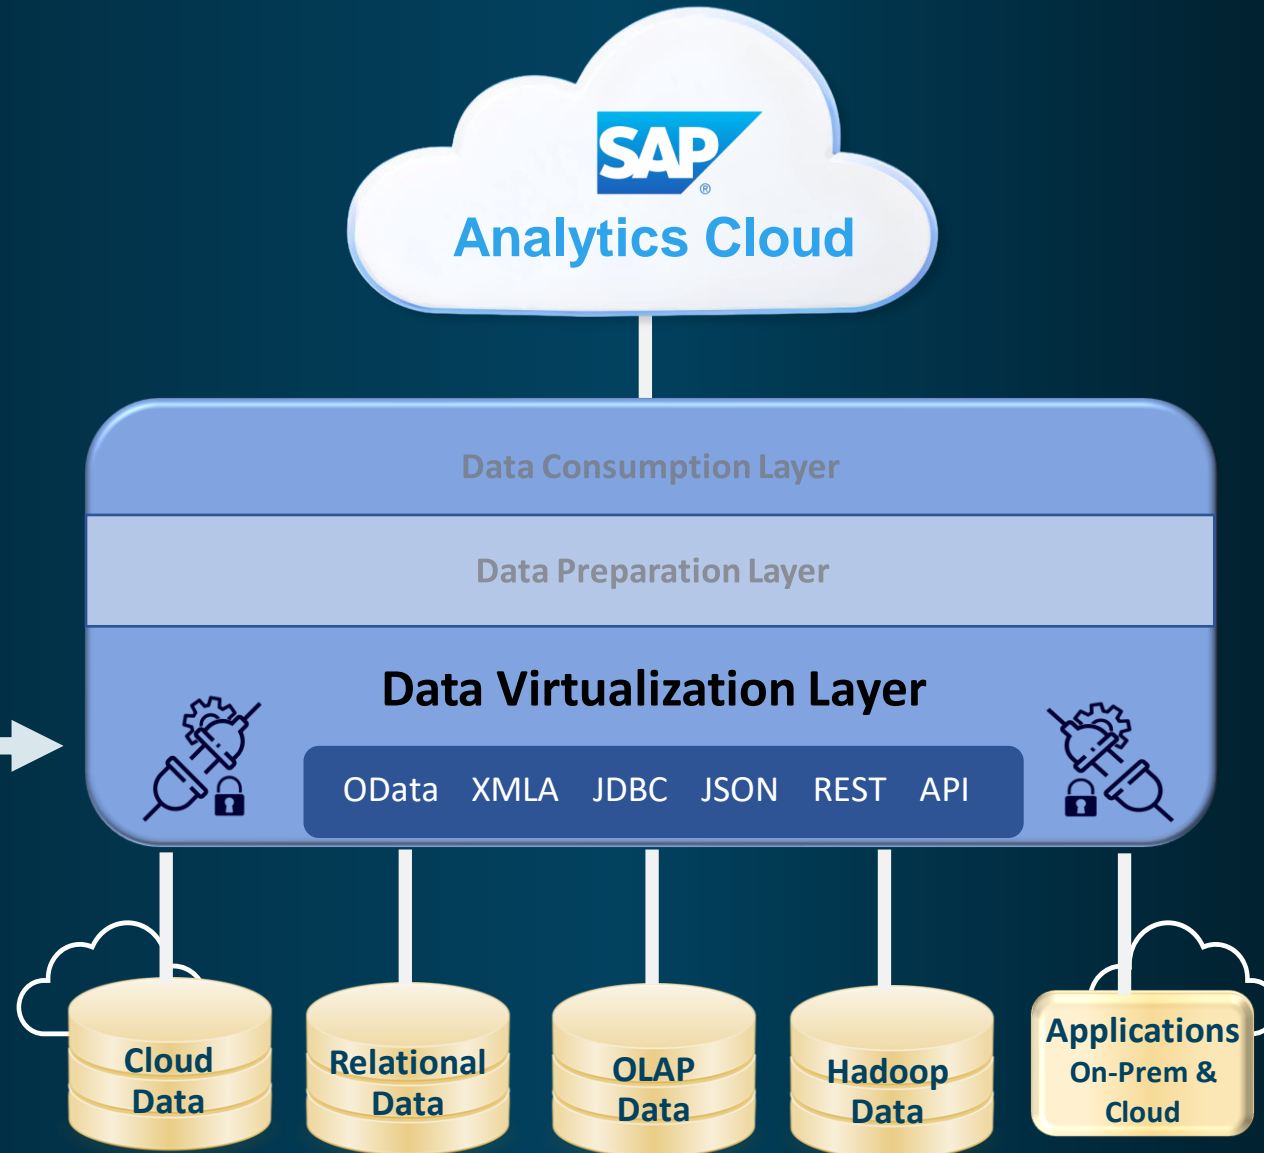 SAP
®
Analytics Cloud
Data Consumption Layer
Data Preparation Layer
Data Virtualization Layer
OData XMLA JDBC JSON REST API
Cloud
Data
Relational
Data
OLAP
Data
Hadoop
Data
Applications
On-Prem &
Cloud